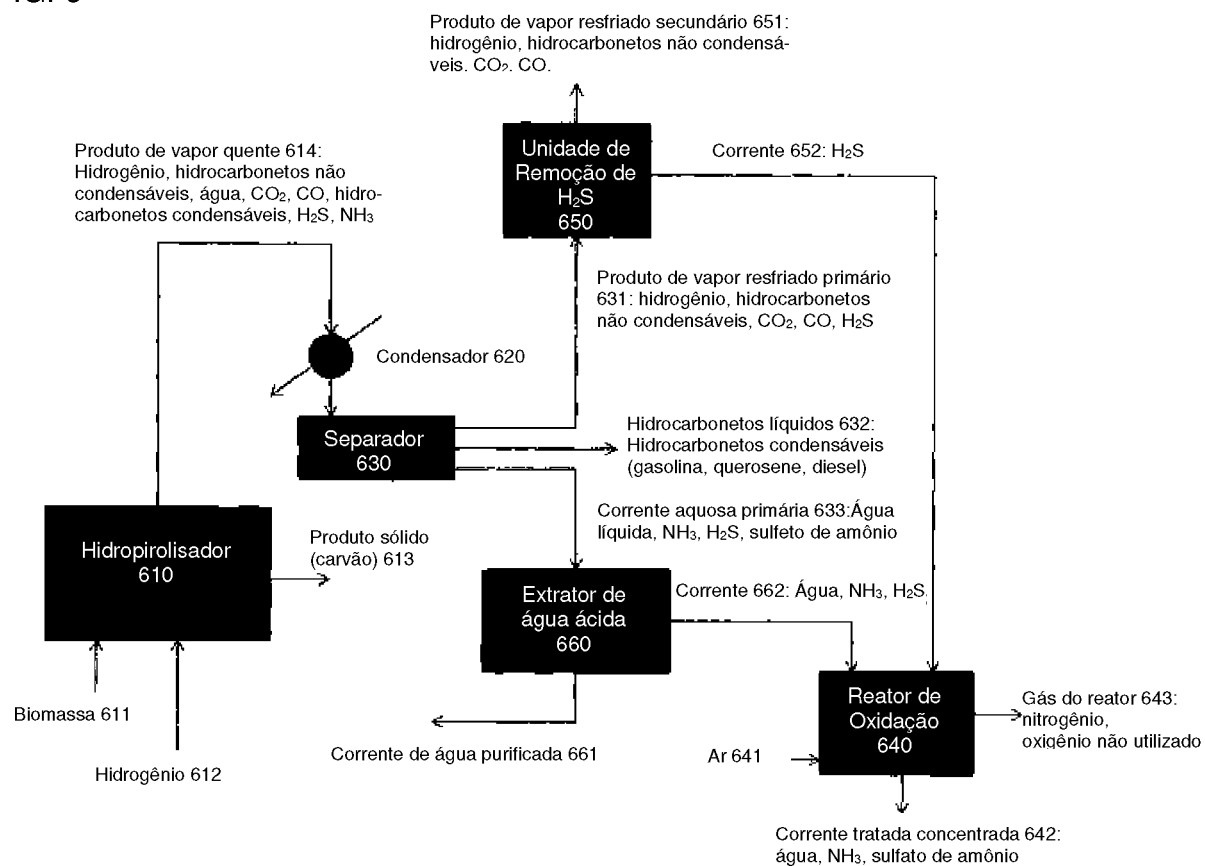 Produto de vapor resfriado secundário 651:
hidrogênio, hidrocarbonetos não condensá-
veis. CO₂. CO.
Unidade de
Remoção de
H₂S
650
Corrente 652: H₂S
Produto de vapor quente 614:
Hidrogênio, hidrocarbonetos não
condensáveis, água, CO₂, CO, hidro-
carbonetos condensáveis, H₂S, NH₃
Produto de vapor resfriado primário
631: hidrogênio, hidrocarbonetos
não condensáveis, CO₂, CO, H₂S
Condensador 620
Separador
630
Hidrocarbonetos líquidos 632:
Hidrocarbonetos condensáveis
(gasolina, querosene, diesel)
Corrente aquosa primária 633:Água
líquida, NH₃, H₂S, sulfeto de amônio
Hidropirolisador
610
Produto sólido
(carvão) 613
Extrator de
água ácida
660
Corrente 662: Água, NH₃, H₂S
Biomassa 611
Hidrogênio 612
Corrente de água purificada 661
Reator de
Oxidação
640
Ar 641
Gás do reator 643:
nitrogênio,
oxigênio não utilizado
Corrente tratada concentrada 642:
água, NH₃, sulfato de amônio